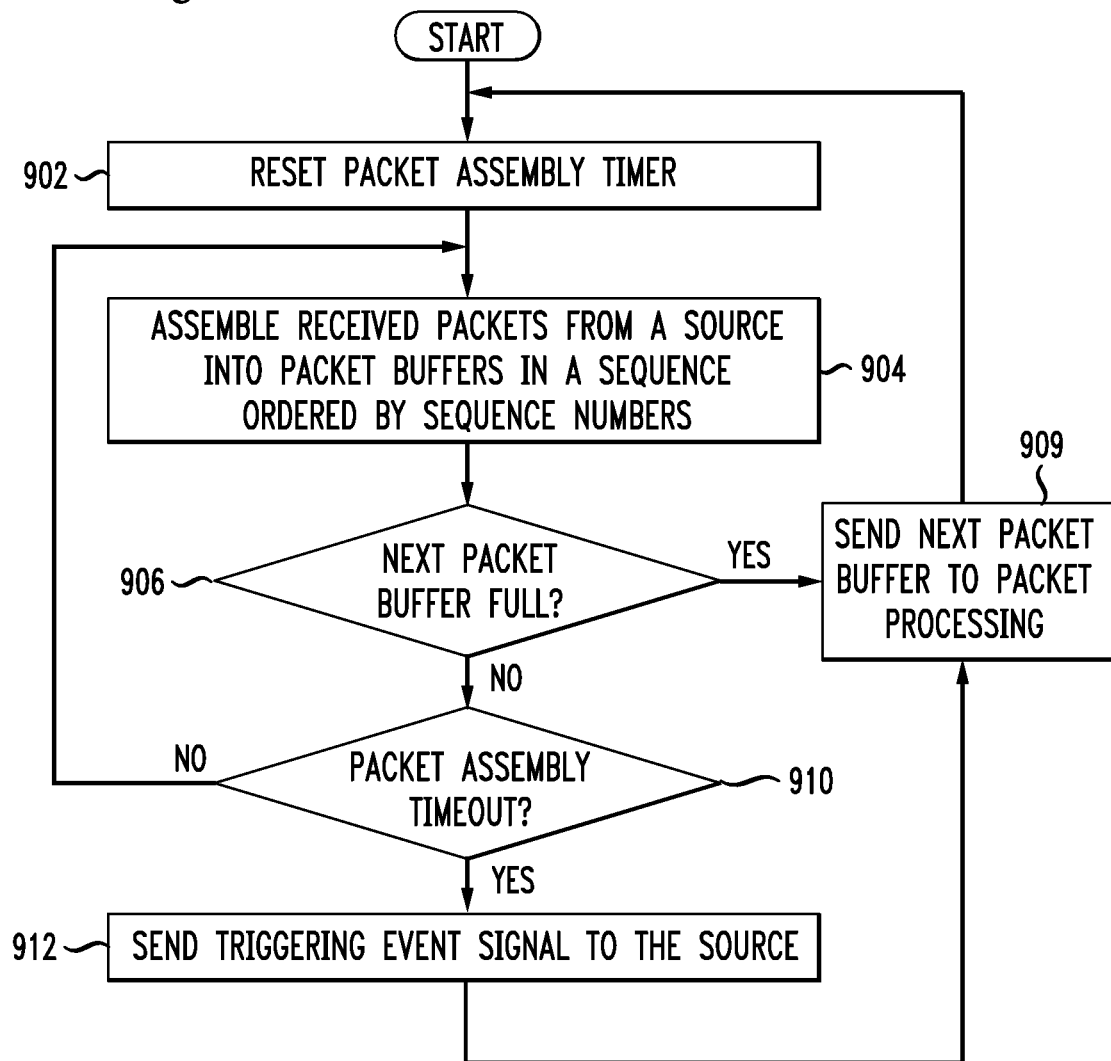 START
902
RESET PACKET ASSEMBLY TIMER
ASSEMBLE RECEIVED PACKETS FROM A SOURCE
INTO PACKET BUFFERS IN A SEQUENCE
ORDERED BY SEQUENCE NUMBERS
904
909
SEND NEXT PACKET
BUFFER TO PACKET
PROCESSING
906
NEXT PACKET
BUFFER FULL?
YES
NO
NO
PACKET ASSEMBLY
TIMEOUT?
910
YES
912
SEND TRIGGERING EVENT SIGNAL TO THE SOURCE